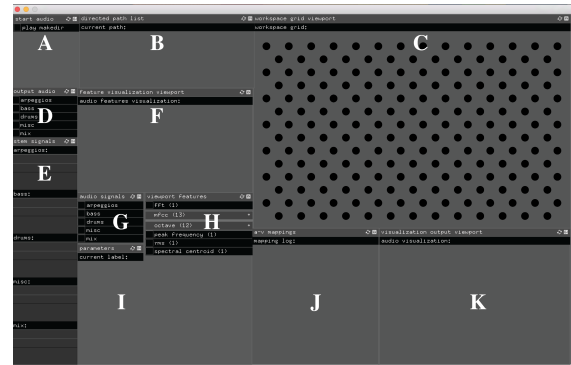 start audio
play makedir
A
directed path list
current path:
B
workspace grid viewport
workspace grid:
C
output audio
arpeggios
bass
drums
misc
mix
D
feature visualization viewport
audio features visualization:
F
stem signals
arpeggios:
E
bass:
drums:
misc:
mix:
audio signals
arpeggios
bass
drums
misc
mix
G
viewport features
fft (1)
mfcc (13)
octave (12)
peak frequency (1)
rms (1)
spectral centroid (1)
H
parameters
current label:
I
a-v mappings
mapping log:
J
visualization output viewport
audio visualization:
K